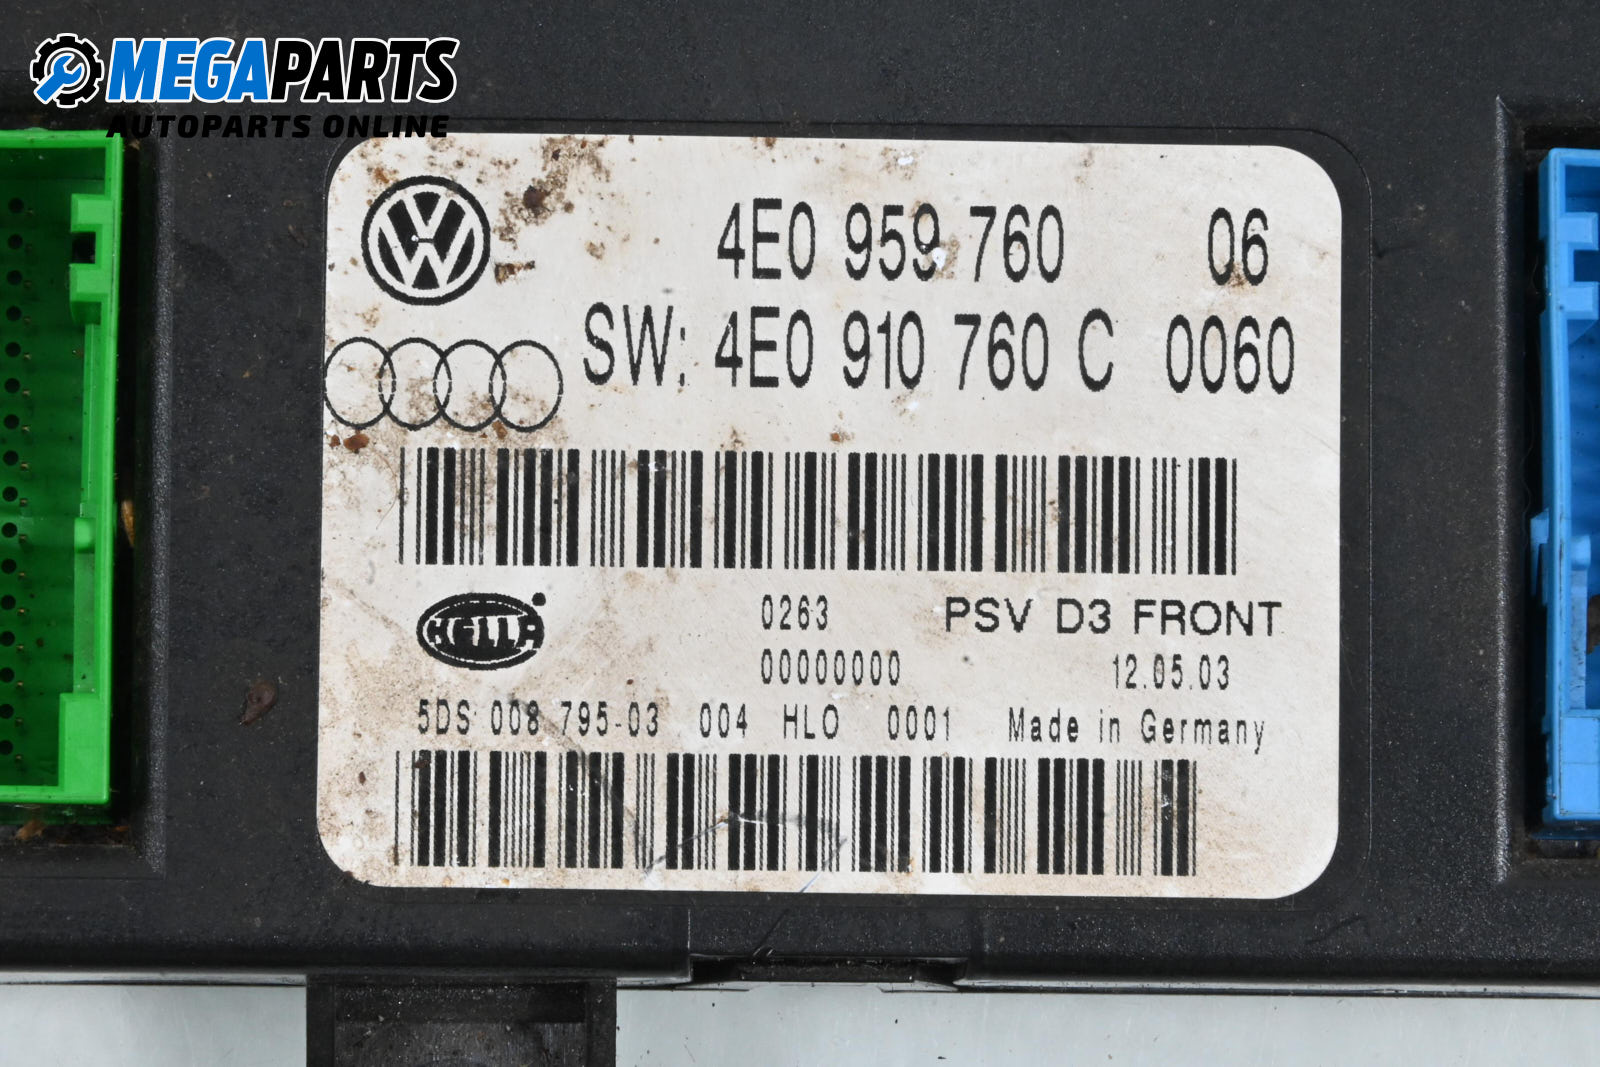 MEGAPARTS
AUTOPARTS ONLINE
4E0 959 760 06
SW: 4E0 910 760 C 0060
HELLA
0263 PSV D3 FRONT
00000000 12.05.03
5DS 008 795-03 004 HLO 0001 Made in Germany